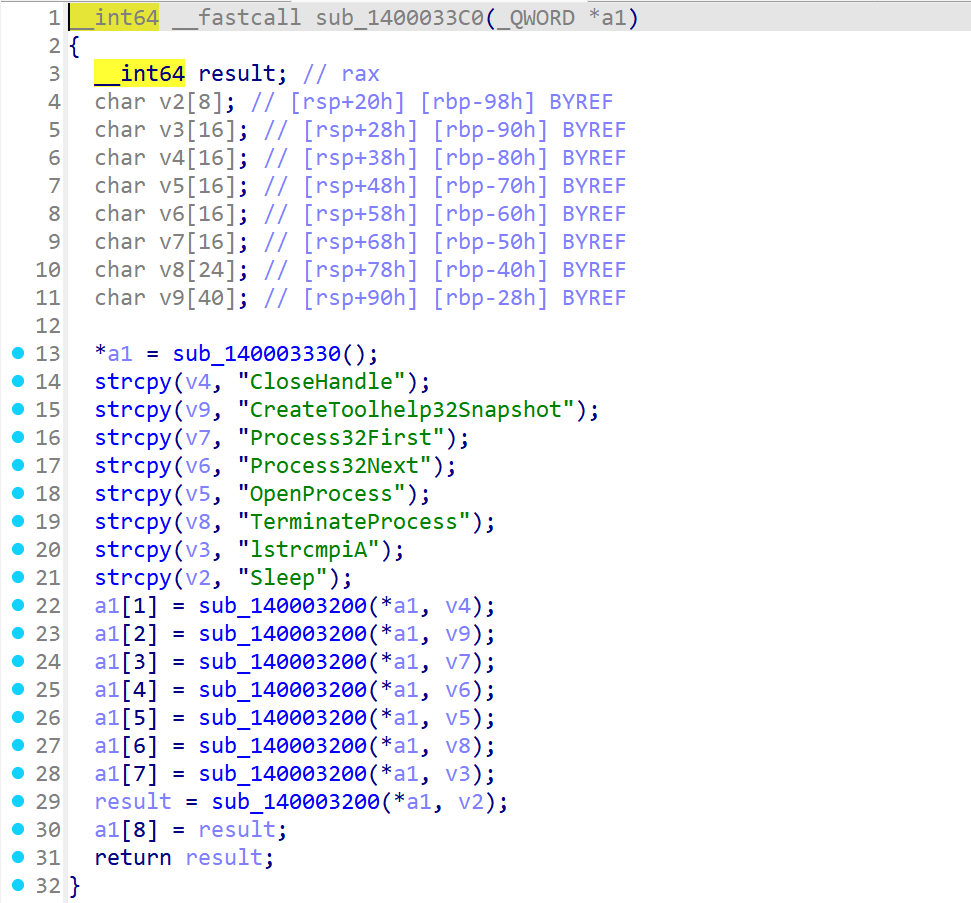 1 __int64 __fastcall sub_1400033C0(_QWORD *a1)
2 {
3 __int64 result; // rax
4 char v2[8]; // [rsp+20h] [rbp-98h] BYREF
5 char v3[16]; // [rsp+28h] [rbp-90h] BYREF
6 char v4[16]; // [rsp+38h] [rbp-80h] BYREF
7 char v5[16]; // [rsp+48h] [rbp-70h] BYREF
8 char v6[16]; // [rsp+58h] [rbp-60h] BYREF
9 char v7[16]; // [rsp+68h] [rbp-50h] BYREF
10 char v8[24]; // [rsp+78h] [rbp-40h] BYREF
11 char v9[40]; // [rsp+90h] [rbp-28h] BYREF
12
13 *a1 = sub_140003330();
14 strcpy(v4, "CloseHandle");
15 strcpy(v9, "CreateToolhelp32Snapshot");
16 strcpy(v7, "Process32First");
17 strcpy(v6, "Process32Next");
18 strcpy(v5, "OpenProcess");
19 strcpy(v8, "TerminateProcess");
20 strcpy(v3, "lstrcmpiA");
21 strcpy(v2, "Sleep");
22 a1[1] = sub_140003200(*a1, v4);
23 a1[2] = sub_140003200(*a1, v9);
24 a1[3] = sub_140003200(*a1, v7);
25 a1[4] = sub_140003200(*a1, v6);
26 a1[5] = sub_140003200(*a1, v5);
27 a1[6] = sub_140003200(*a1, v8);
28 a1[7] = sub_140003200(*a1, v3);
29 result = sub_140003200(*a1, v2);
30 a1[8] = result;
31 return result;
32 }